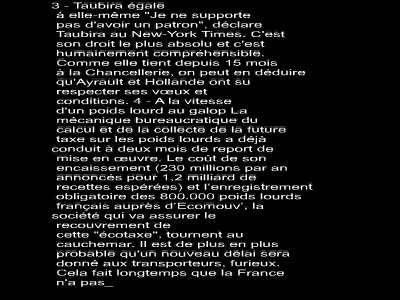 3 - Taubira égale
à elle-même "Je ne supporte
pas d'avoir un patron", déclare
Taubira au New-York Times. C'est
son droit le plus absolu et c'est
humainement compréhensible.
Comme elle tient depuis 15 mois
à la Chancellerie, on peut en déduire
qu'Ayrault et Hollande ont su
respecter ses vœux et
conditions. 4 - A la vitesse
d'un poids lourd au galop La
mécanique bureaucratique du
calcul et de la collecte de la future
taxe sur les poids lourds a déjà
conduit à deux mois de report de
mise en œuvre. Le coût de son
encaissement (230 millions par an
annoncés pour 1,2 milliard de
recettes espérées) et l'enregistrement
obligatoire des 800.000 poids lourds
français auprès d'Ecomouv', la
société qui va assurer le
recouvrement de
cette "écotaxe", tournent au
cauchemar. Il est de plus en plus
probable qu'un nouveau délai sera
donné aux transporteurs, furieux.
Cela fait longtemps que la France
n'a pas_